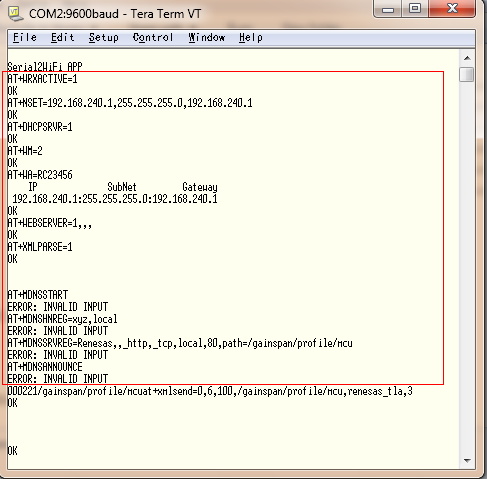 COM2:9600baud - Tera Term VT
File Edit Setup Control Window Help
Serial2WiFi APP
AT+WRXACTIVE=1
OK
AT+NSET=192.168.240.1,255.255.255.0,192.168.240.1
OK
AT+DHCPSRVR=1
OK
AT+WM=2
OK
AT+WA=RC23456
IP SubNet Gateway
192.168.240.1:255.255.255.0:192.168.240.1
OK
AT+WEBSERVER=1,,,
OK
AT+XMLPARSE=1
OK
AT+MDNSSTART
ERROR: INVALID INPUT
AT+MDNSHNREG=xyz,local
ERROR: INVALID INPUT
AT+MDNSSRVREG=Renesas,,_http,_tcp,local,80,path=/gainspan/profile/mcu
ERROR: INVALID INPUT
AT+MDNSANNOUNCE
ERROR: INVALID INPUT
000221/gainspan/profile/mcuat+xmlsend=0,6,100,/gainspan/profile/mcu,renesas_tla,3
OK
OK